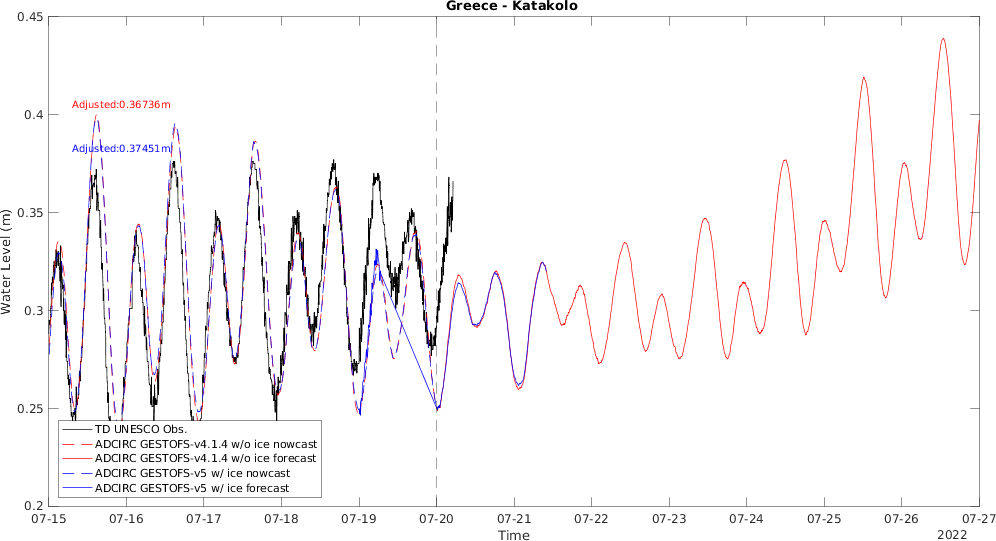 Greece - Katakolo
0.45
0.4
0.35
0.3
0.25
0.2
Water Level (m)
Adjusted:0.36736m
Adjusted:0.37451m
TD UNESCO Obs.
ADCIRC GESTOFS-v4.1.4 w/o ice nowcast
ADCIRC GESTOFS-v4.1.4 w/o ice forecast
ADCIRC GESTOFS-v5 w/ ice nowcast
ADCIRC GESTOFS-v5 w/ ice forecast
07-15 07-16 07-17 07-18 07-19 07-20 07-21 07-22 07-23 07-24 07-25 07-26 07-27
Time
2022